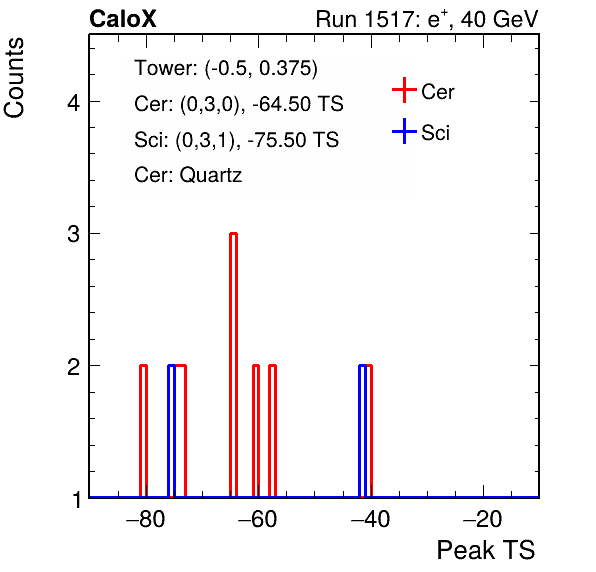 CaloX Run 1517: e⁺, 40 GeV
Counts
Tower: (-0.5, 0.375)
Cer: (0,3,0), -64.50 TS
Sci: (0,3,1), -75.50 TS
Cer: Quartz
Cer
Sci
4
3
2
1
−80 −60 −40 −20
Peak TS